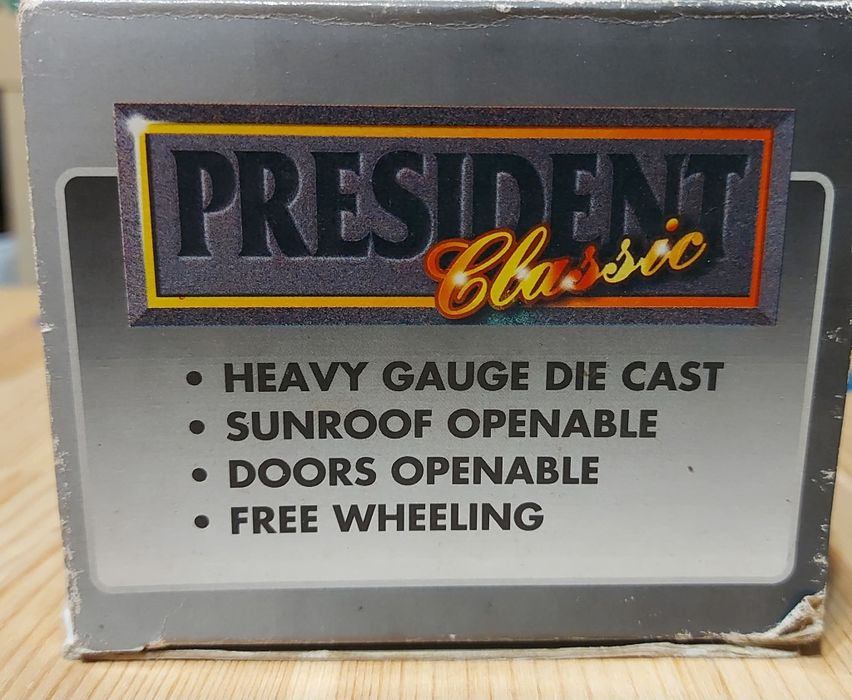 PRESIDENT
Classic
• HEAVY GAUGE DIE CAST
• SUNROOF OPENABLE
• DOORS OPENABLE
• FREE WHEELING